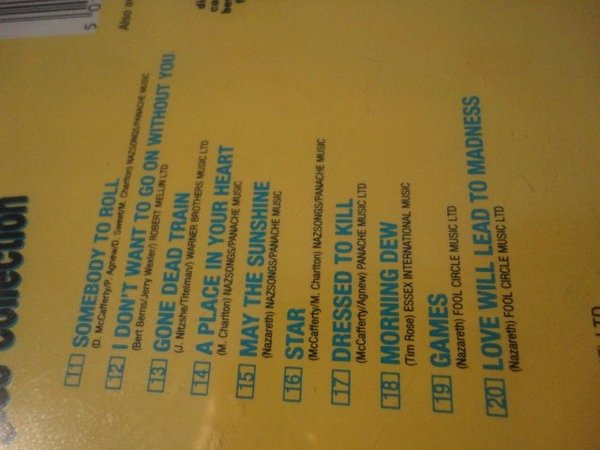 Collection
11 SOMEBODY TO ROLL
(D. McCafferty/P. Agnew/D. Sweet/M. Charlton) NAZSONGS/PANACHE MUSIC
12 I DON'T WANT TO GO ON WITHOUT YOU
(Bert Berns/Jerry Wexler/) ROBERT MELLIN LTD
13 GONE DEAD TRAIN
(J. Nitzshe/Titelman/) WARNER BROTHERS MUSIC LTD
14 A PLACE IN YOUR HEART
(M. Charltton) NAZSONGS/PANACHE MUSIC
15 MAY THE SUNSHINE
(Nazareth) NAZSONGS/PANACHE MUSIC
16 STAR
(McCafferty/M. Charlton) NAZSONGS/PANACHE MUSIC
17 DRESSED TO KILL
(McCafferty/Agnew) PANACHE MUSIC LTD
18 MORNING DEW
(Tim Rose) ESSEX INTERNATIONAL MUSIC
19 GAMES
(Nazareth) FOOL CIRCLE MUSIC LTD
20 LOVE WILL LEAD TO MADNESS
(Nazareth) FOOL CIRCLE MUSIC LTD
Also
LTD